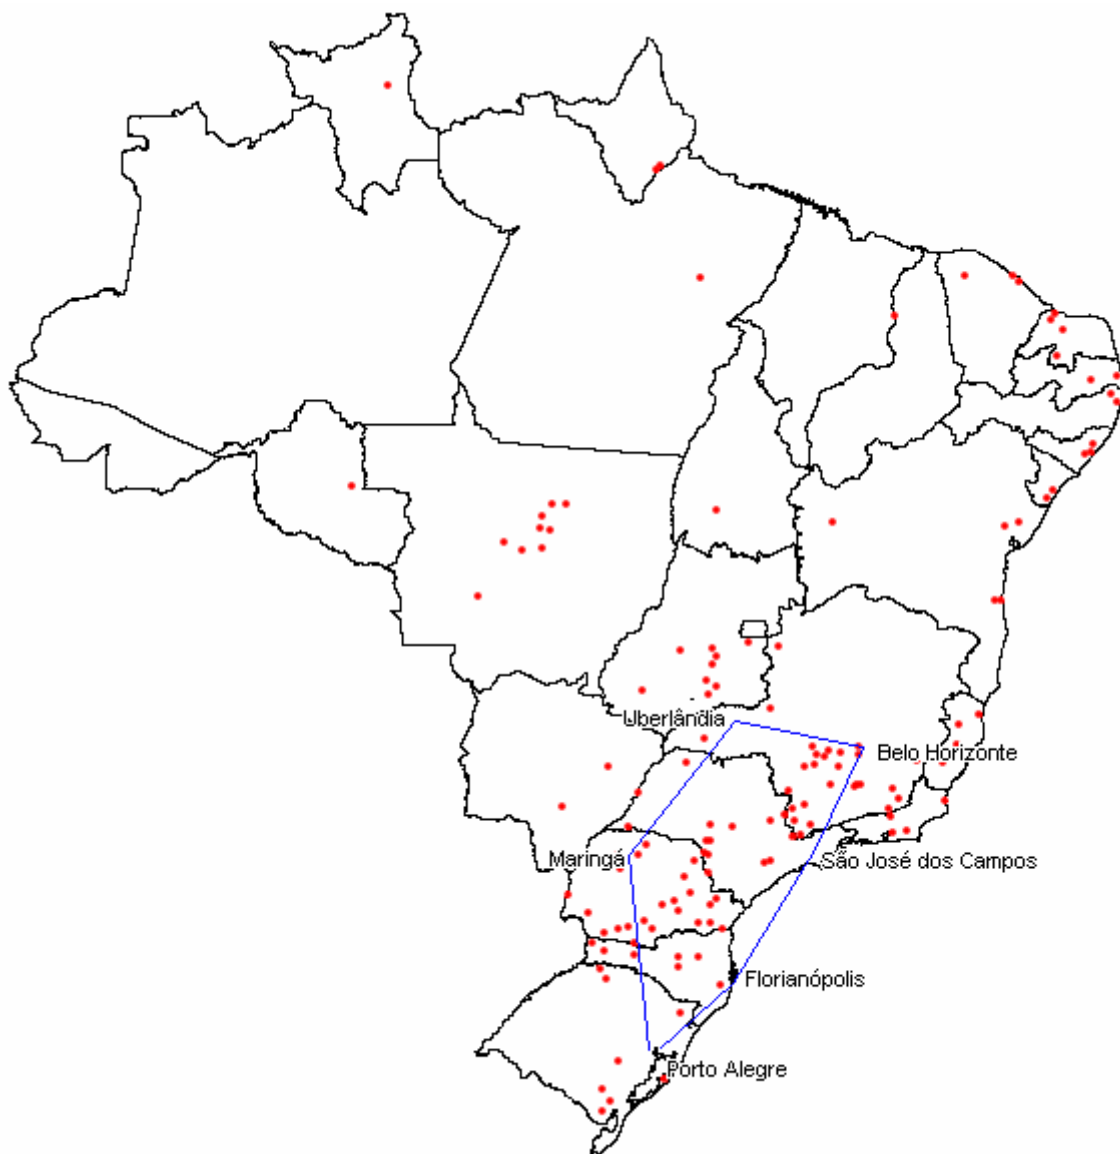 Uberlândia
Belo Horizonte
Maringá
São José dos Campos
Florianópolis
Porto Alegre